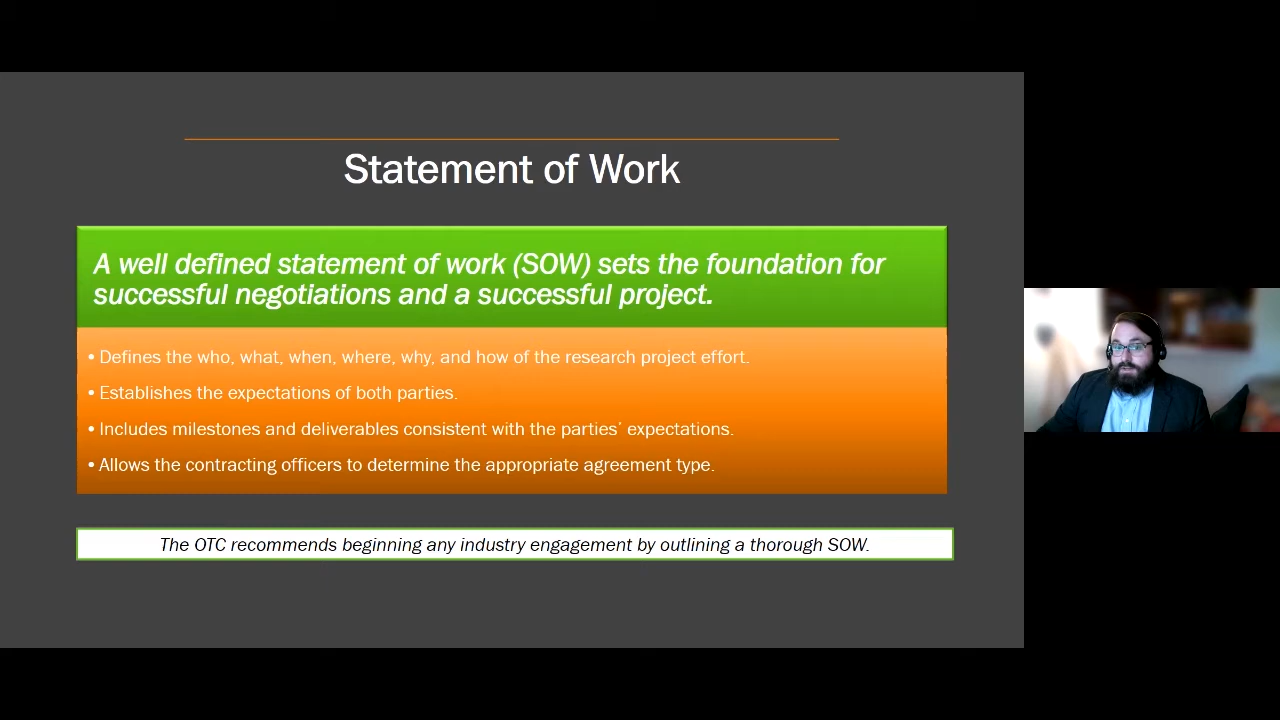 Statement of Work
A well defined statement of work (SOW) sets the foundation for
successful negotiations and a successful project.
• Defines the who, what, when, where, why, and how of the research project effort.
• Establishes the expectations of both parties.
• Includes milestones and deliverables consistent with the parties’ expectations.
• Allows the contracting officers to determine the appropriate agreement type.
The OTC recommends beginning any industry engagement by outlining a thorough SOW.